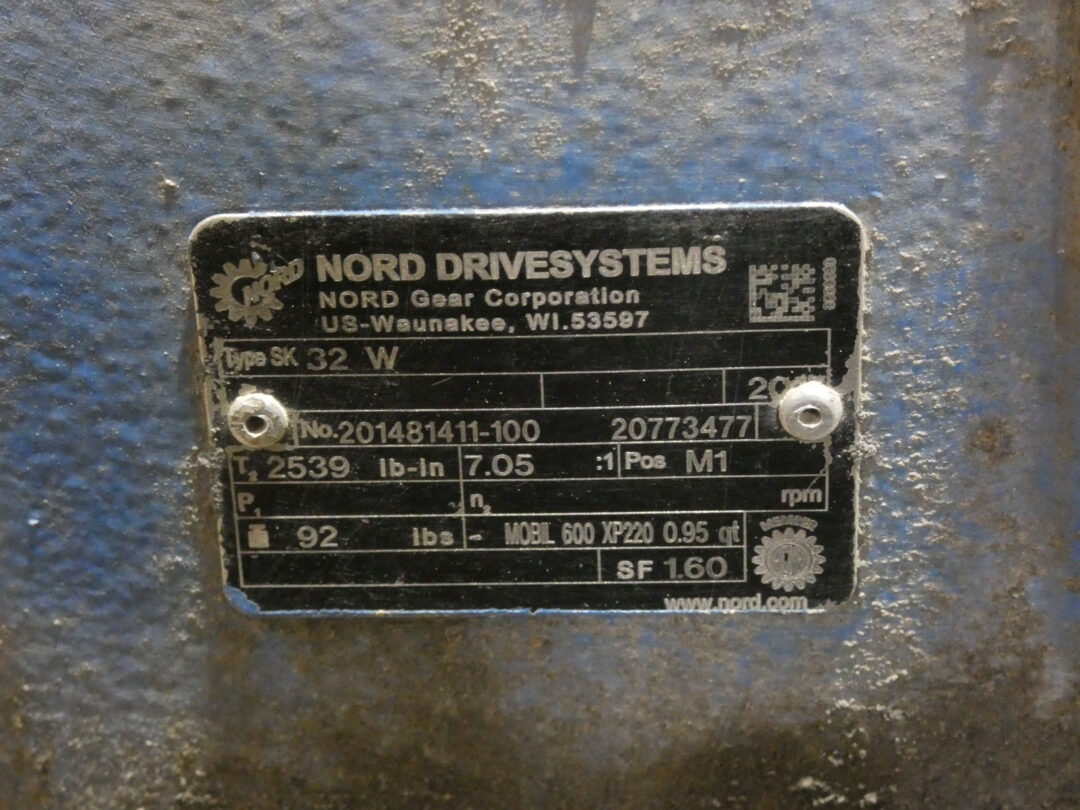 NORD
NORD DRIVESYSTEMS
NORD Gear Corporation
US-Waunakee, WI.53597
Type SK 32 W
No. 201481411-100 20773477
T₂ 2539 lb-in 7.05 :1 Pos M1
P₁ n₂ rpm
92 lbs - MOBIL 600 XP220 0.95 qt
MEMBER
SF 1.60
www.nord.com